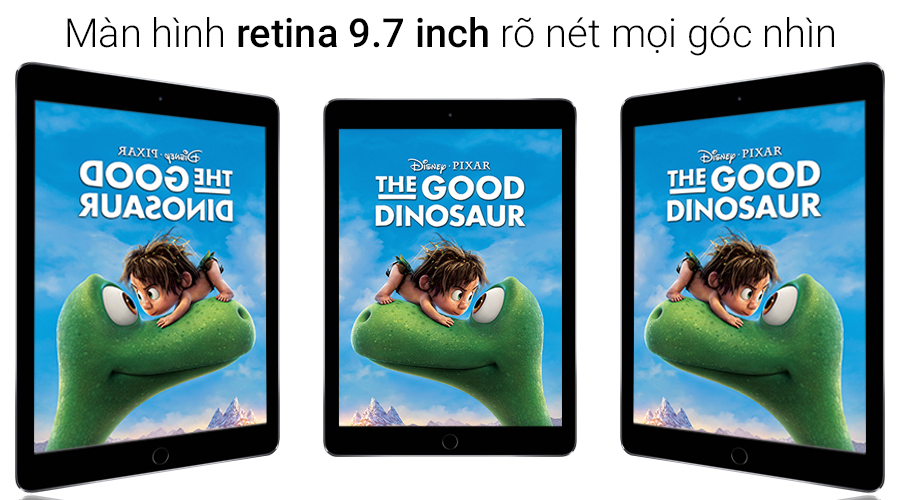 Màn hình retina 9.7 inch rõ nét mọi góc nhìn
DISNEY · PIXAR
THE GOOD
DINOSAUR
DISNEY · PIXAR
THE GOOD
DINOSAUR
DISNEY · PIXAR
THE GOOD
DINOSAUR